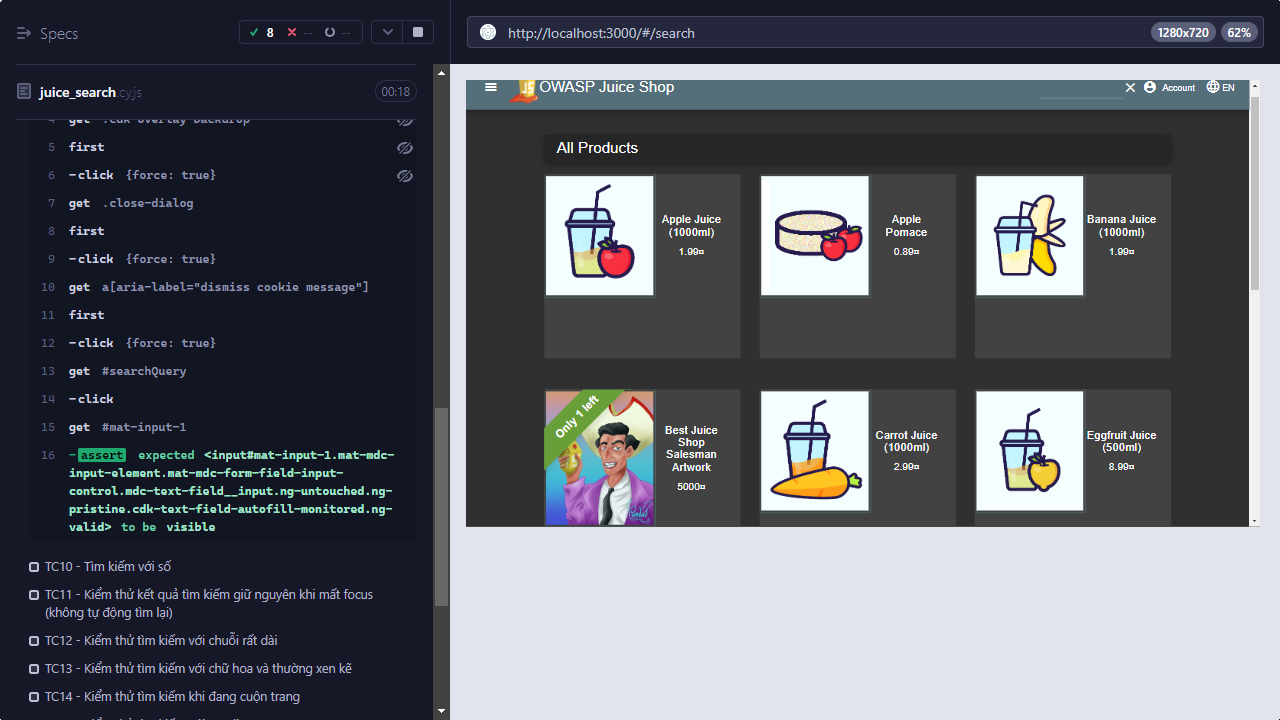 Specs
8
--
--
http://localhost:3000/#/search
1280x720
62%
juice_search.cy.js
00:18
4 get .cdk-overlay-backdrop
5 first
6 -click {force: true}
7 get .close-dialog
8 first
9 -click {force: true}
10 get a[aria-label="dismiss cookie message"]
11 first
12 -click {force: true}
13 get #searchQuery
14 -click
15 get #mat-input-1
16 -assert expected <input#mat-input-1.mat-mdc-
input-element.mat-mdc-form-field-input-
control.mdc-text-field__input.ng-untouched.ng-
pristine.cdk-text-field-autofill-monitored.ng-
valid> to be visible
TC10 - Tìm kiếm với số
TC11 - Kiểm thử kết quả tìm kiếm giữ nguyên khi mất focus
(không tự động tìm lại)
TC12 - Kiểm thử tìm kiếm với chuỗi rất dài
TC13 - Kiểm thử tìm kiếm với chữ hoa và thường xen kẽ
TC14 - Kiểm thử tìm kiếm khi đang cuộn trang
JS
OWASP Juice Shop
Account
EN
All Products
Apple Juice
(1000ml)
1.99¤
Apple
Pomace
0.89¤
Banana Juice
(1000ml)
1.99¤
Only 1 left
Best Juice
Shop
Salesman
Artwork
5000¤
Carrot Juice
(1000ml)
2.99¤
Eggfruit Juice
(500ml)
8.99¤